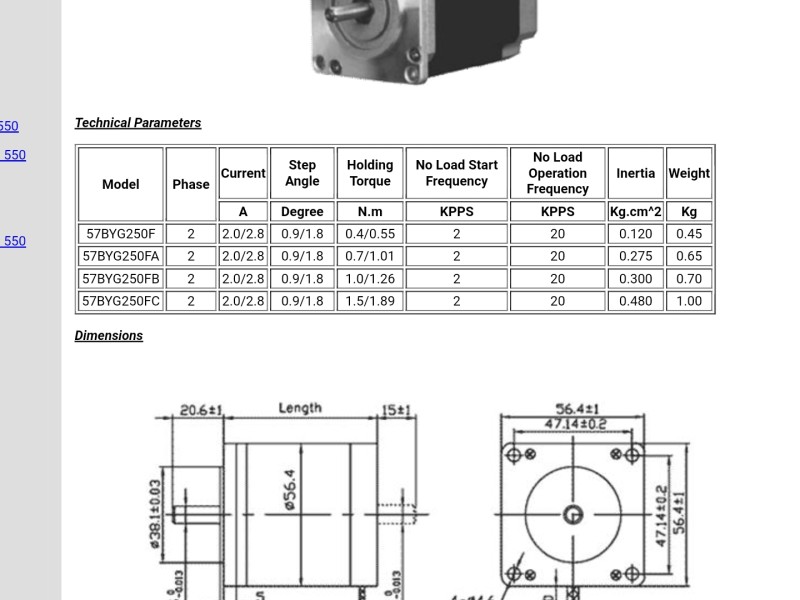 550
550
550
Technical Parameters
Model Phase Current Step Angle Holding Torque No Load Start Frequency No Load Operation Frequency Inertia Weight
A Degree N.m KPPS KPPS Kg.cm^2 Kg
57BYG250F 2 2.0/2.8 0.9/1.8 0.4/0.55 2 20 0.120 0.45
57BYG250FA 2 2.0/2.8 0.9/1.8 0.7/1.01 2 20 0.275 0.65
57BYG250FB 2 2.0/2.8 0.9/1.8 1.0/1.26 2 20 0.300 0.70
57BYG250FC 2 2.0/2.8 0.9/1.8 1.5/1.89 2 20 0.480 1.00
Dimensions
20.6±1 Length 15±1
56.4±1
47.14±0.2
ø38.1±0.03
ø56.4
47.14±0.2
56.4±1
0
-0.013
0
-0.013